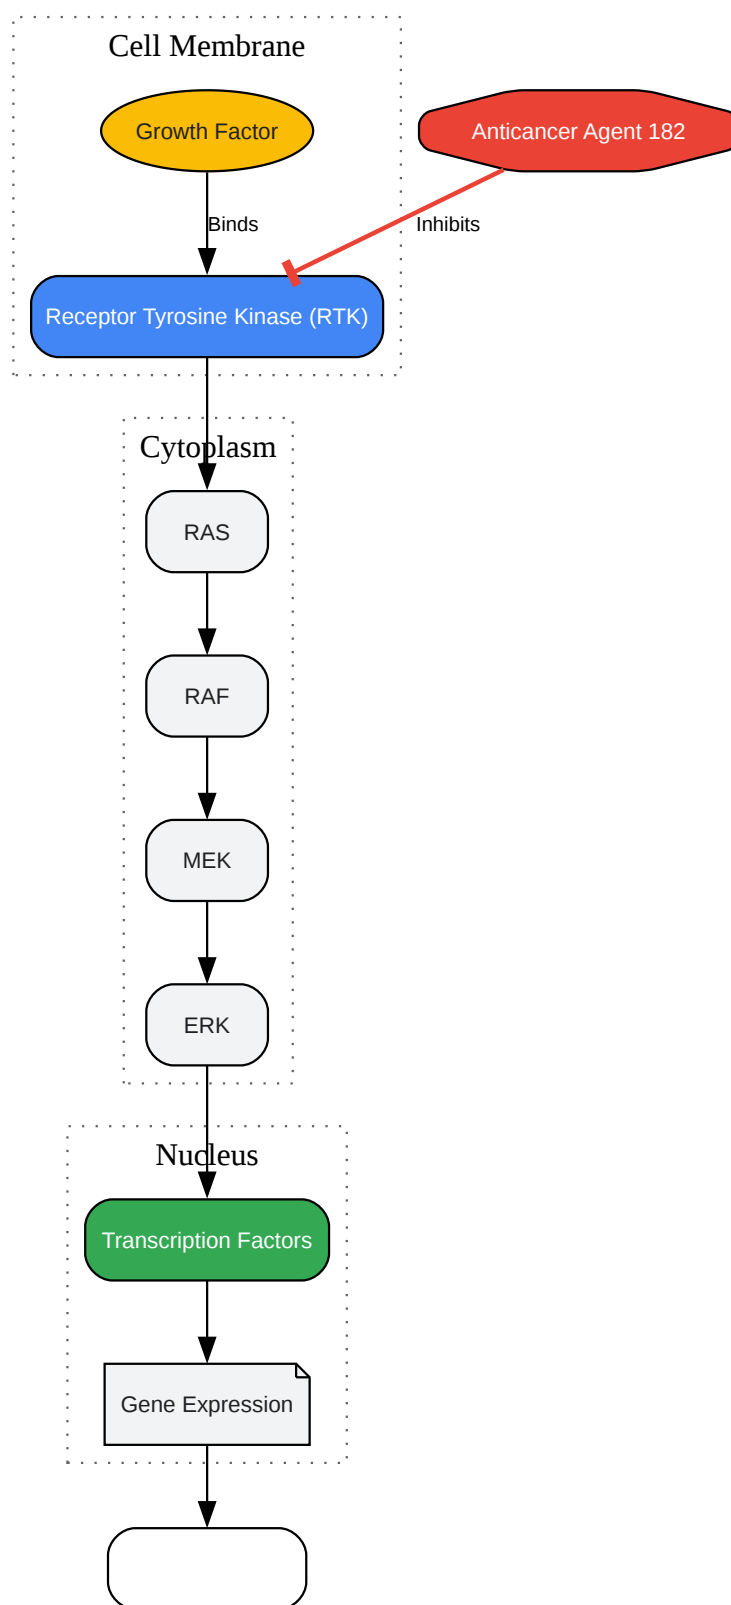 Cell Membrane
Growth Factor
Anticancer Agent 182
Binds
Inhibits
Receptor Tyrosine Kinase (RTK)
Cytoplasm
RAS
RAF
MEK
ERK
Nucleus
Transcription Factors
Gene Expression